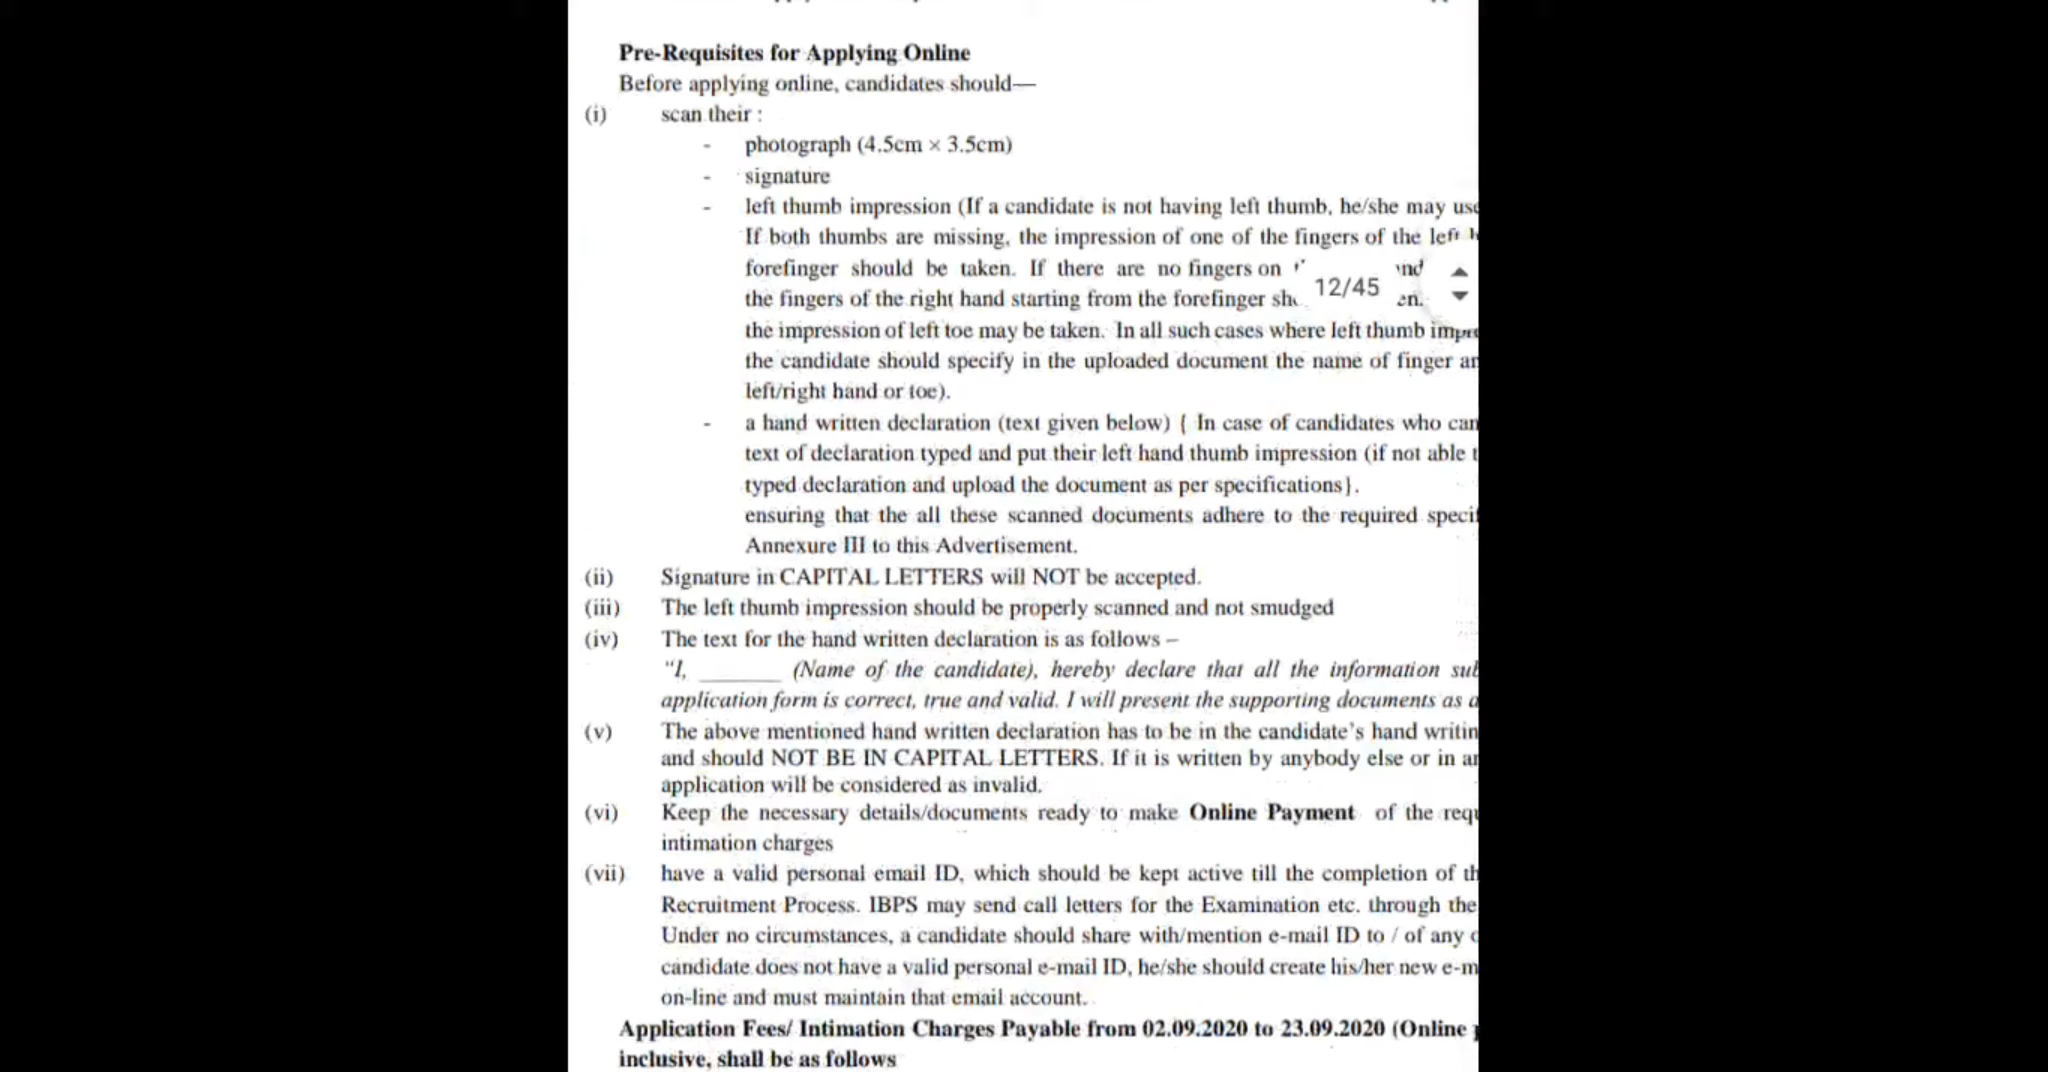 Pre-Requisites for Applying Online
Before applying online, candidates should—
(i) scan their :
- photograph (4.5cm × 3.5cm)
- signature
- left thumb impression (If a candidate is not having left thumb, he/she may use
If both thumbs are missing, the impression of one of the fingers of the left
forefinger should be taken. If there are no fingers on
12/45
the fingers of the right hand starting from the forefinger
the impression of left toe may be taken. In all such cases where left thumb
the candidate should specify in the uploaded document the name of finger
left/right hand or toe).
- a hand written declaration (text given below) { In case of candidates who
text of declaration typed and put their left hand thumb impression (if not able
typed declaration and upload the document as per specifications}.
ensuring that the all these scanned documents adhere to the required
Annexure III to this Advertisement.
(ii) Signature in CAPITAL LETTERS will NOT be accepted.
(iii) The left thumb impression should be properly scanned and not smudged
(iv) The text for the hand written declaration is as follows –
"I, _______ (Name of the candidate), hereby declare that all the information
application form is correct, true and valid. I will present the supporting documents as
(v) The above mentioned hand written declaration has to be in the candidate's hand
and should NOT BE IN CAPITAL LETTERS. If it is written by anybody else or in
application will be considered as invalid.
(vi) Keep the necessary details/documents ready to make Online Payment of the
intimation charges
(vii) have a valid personal email ID, which should be kept active till the completion of
Recruitment Process. IBPS may send call letters for the Examination etc. through the
Under no circumstances, a candidate should share with/mention e-mail ID to / of any
candidate does not have a valid personal e-mail ID, he/she should create his/her new
on-line and must maintain that email account.
Application Fees/ Intimation Charges Payable from 02.09.2020 to 23.09.2020 (Online
inclusive, shall be as follows